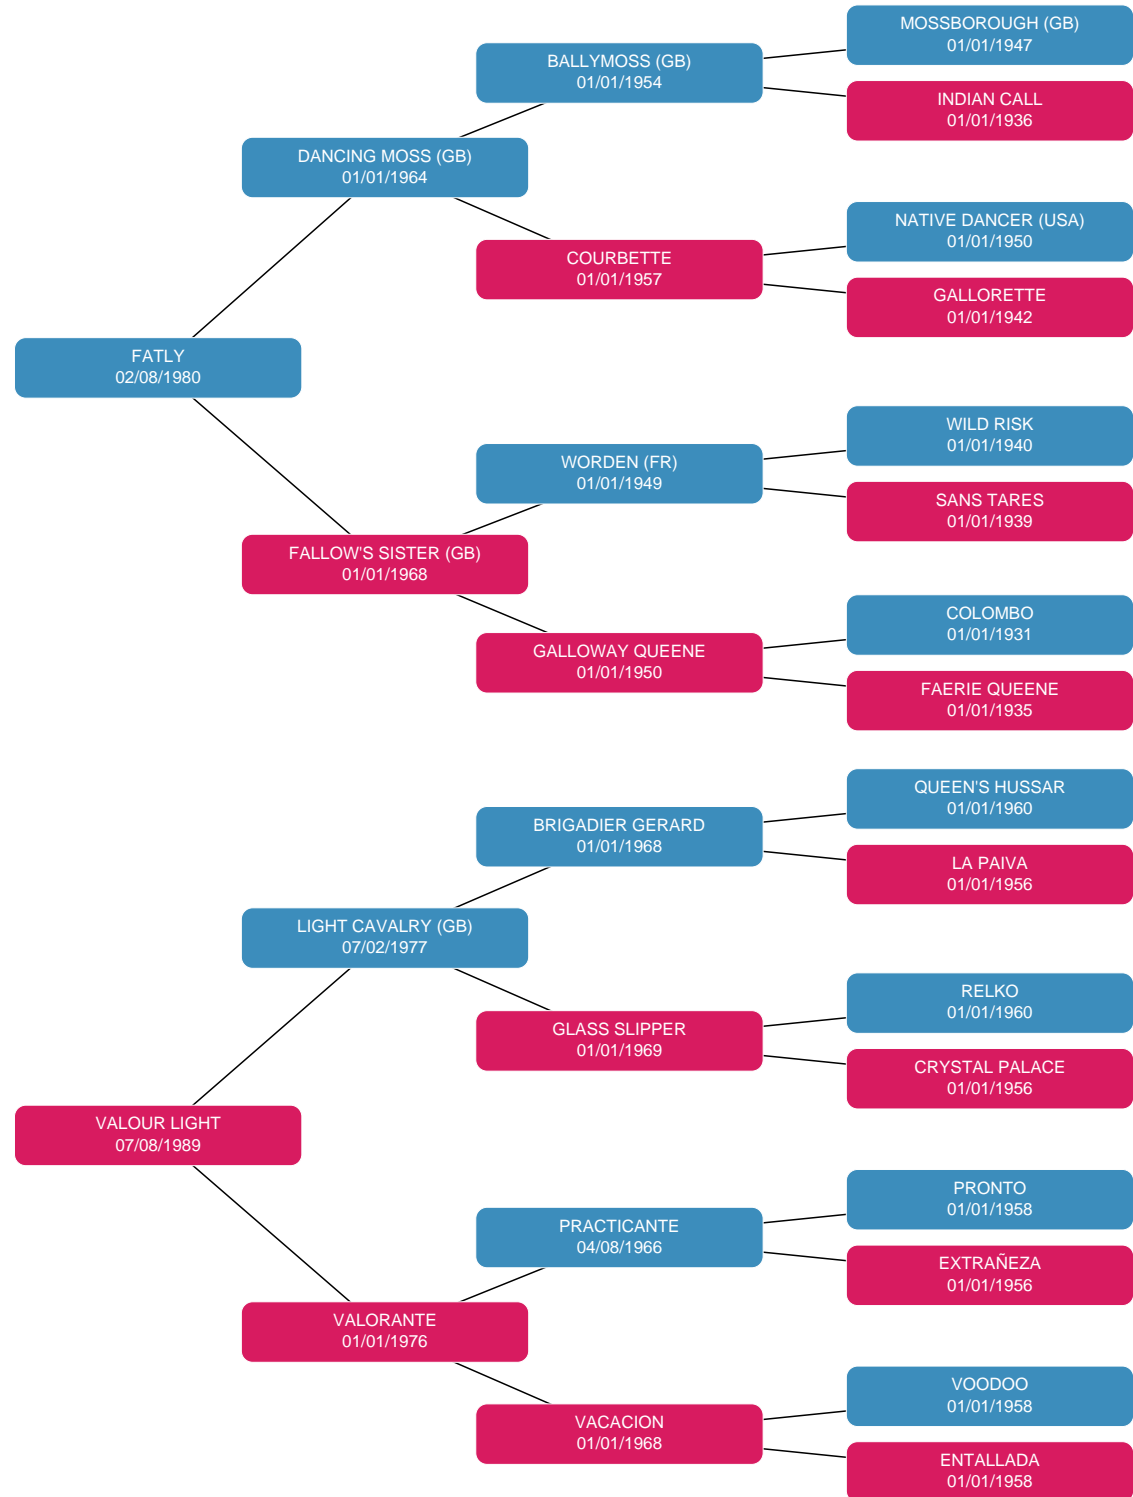 MOSSBOROUGH (GB)
01/01/1947
BALLYMOSS (GB)
01/01/1954
INDIAN CALL
01/01/1936
DANCING MOSS (GB)
01/01/1964
NATIVE DANCER (USA)
01/01/1950
COURBETTE
01/01/1957
GALLORETTE
01/01/1942
FATLY
02/08/1980
WILD RISK
01/01/1940
WORDEN (FR)
01/01/1949
SANS TARES
01/01/1939
FALLOW'S SISTER (GB)
01/01/1968
COLOMBO
01/01/1931
GALLOWAY QUEENE
01/01/1950
FAERIE QUEENE
01/01/1935
QUEEN'S HUSSAR
01/01/1960
BRIGADIER GERARD
01/01/1968
LA PAIVA
01/01/1956
LIGHT CAVALRY (GB)
07/02/1977
RELKO
01/01/1960
GLASS SLIPPER
01/01/1969
CRYSTAL PALACE
01/01/1956
VALOUR LIGHT
07/08/1989
PRONTO
01/01/1958
PRACTICANTE
04/08/1966
EXTRAÑEZA
01/01/1956
VALORANTE
01/01/1976
VOODOO
01/01/1958
VACACION
01/01/1968
ENTALLADA
01/01/1958